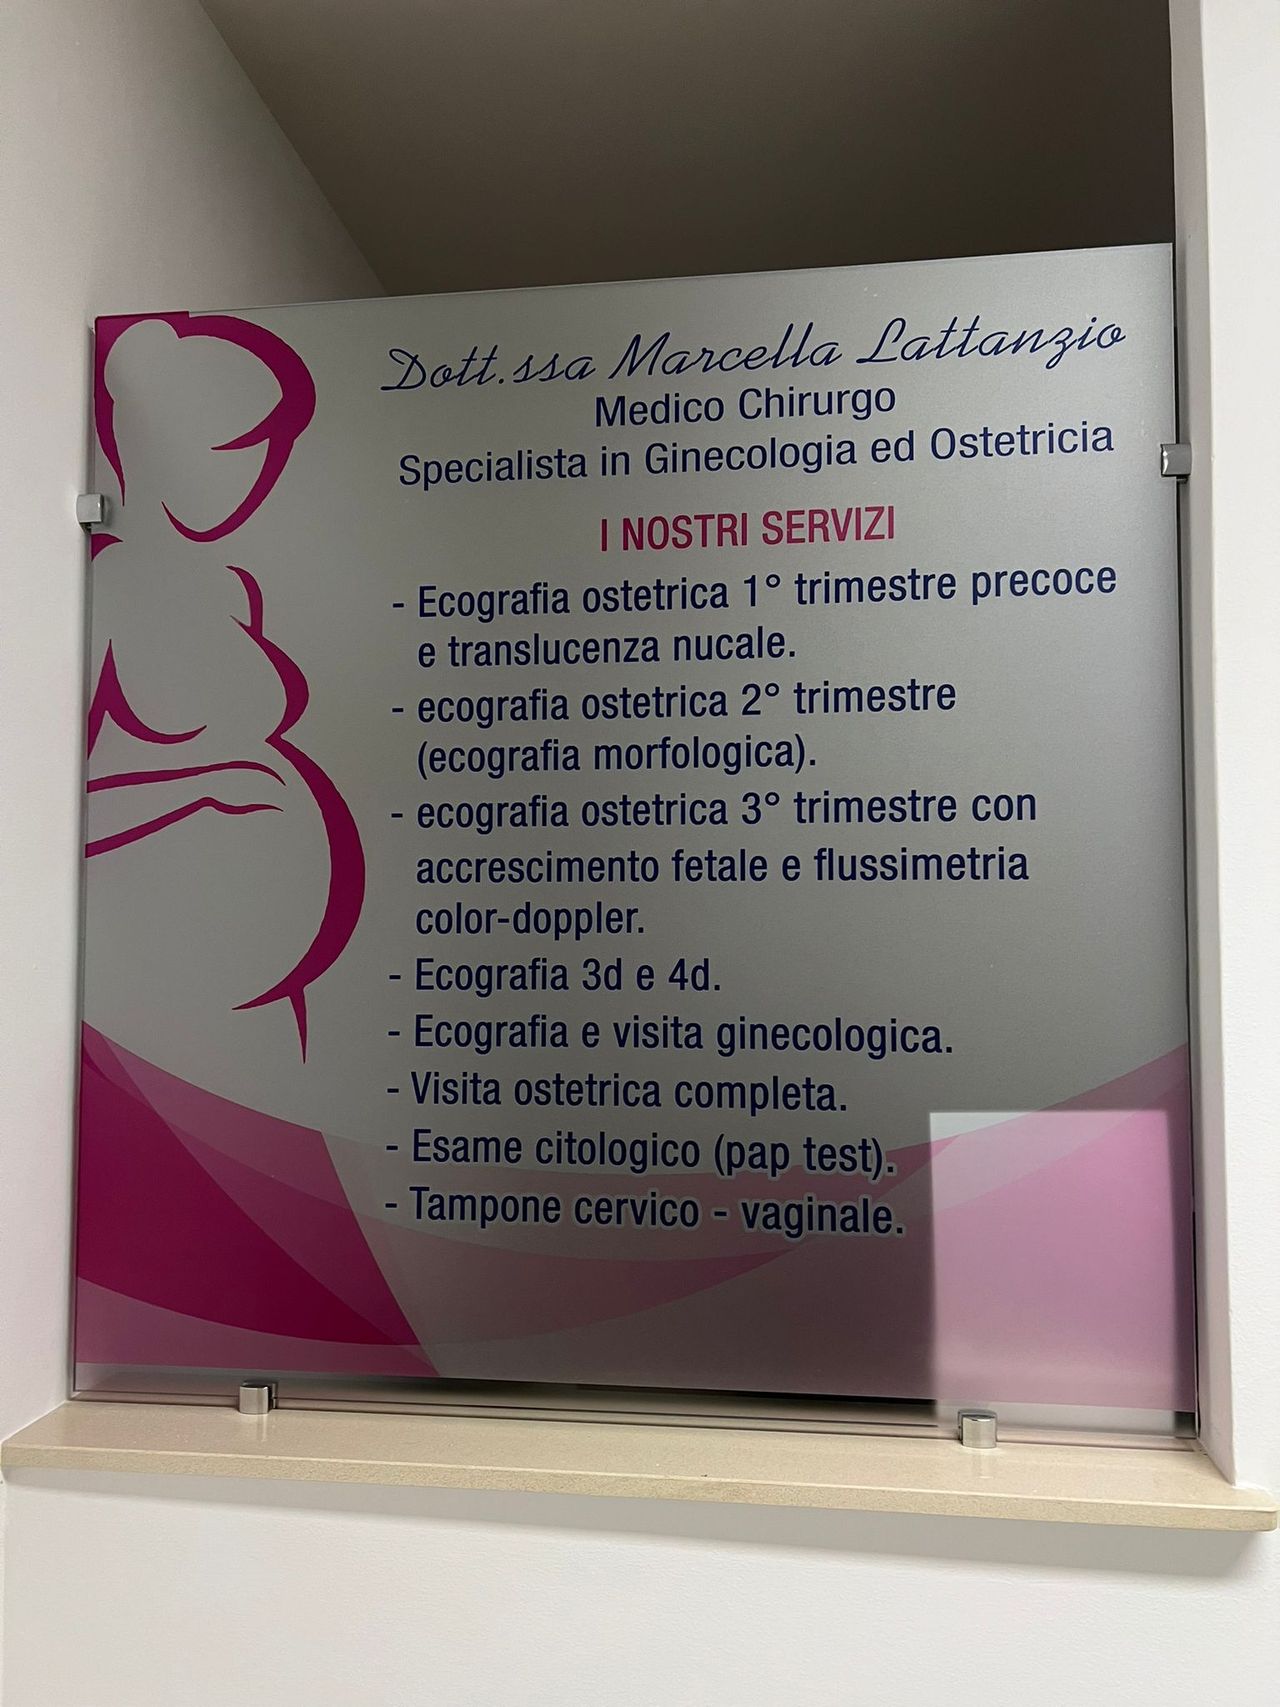 Dott.ssa Marcella Lattanzio
Medico Chirurgo
Specialista in Ginecologia ed Ostetricia
I NOSTRI SERVIZI
- Ecografia ostetrica 1° trimestre precoce
e translucenza nucale.
- ecografia ostetrica 2° trimestre
(ecografia morfologica).
- ecografia ostetrica 3° trimestre con
accrescimento fetale e flussimetria
color-doppler.
- Ecografia 3d e 4d.
- Ecografia e visita ginecologica.
- Visita ostetrica completa.
- Esame citologico (pap test).
- Tampone cervico - vaginale.